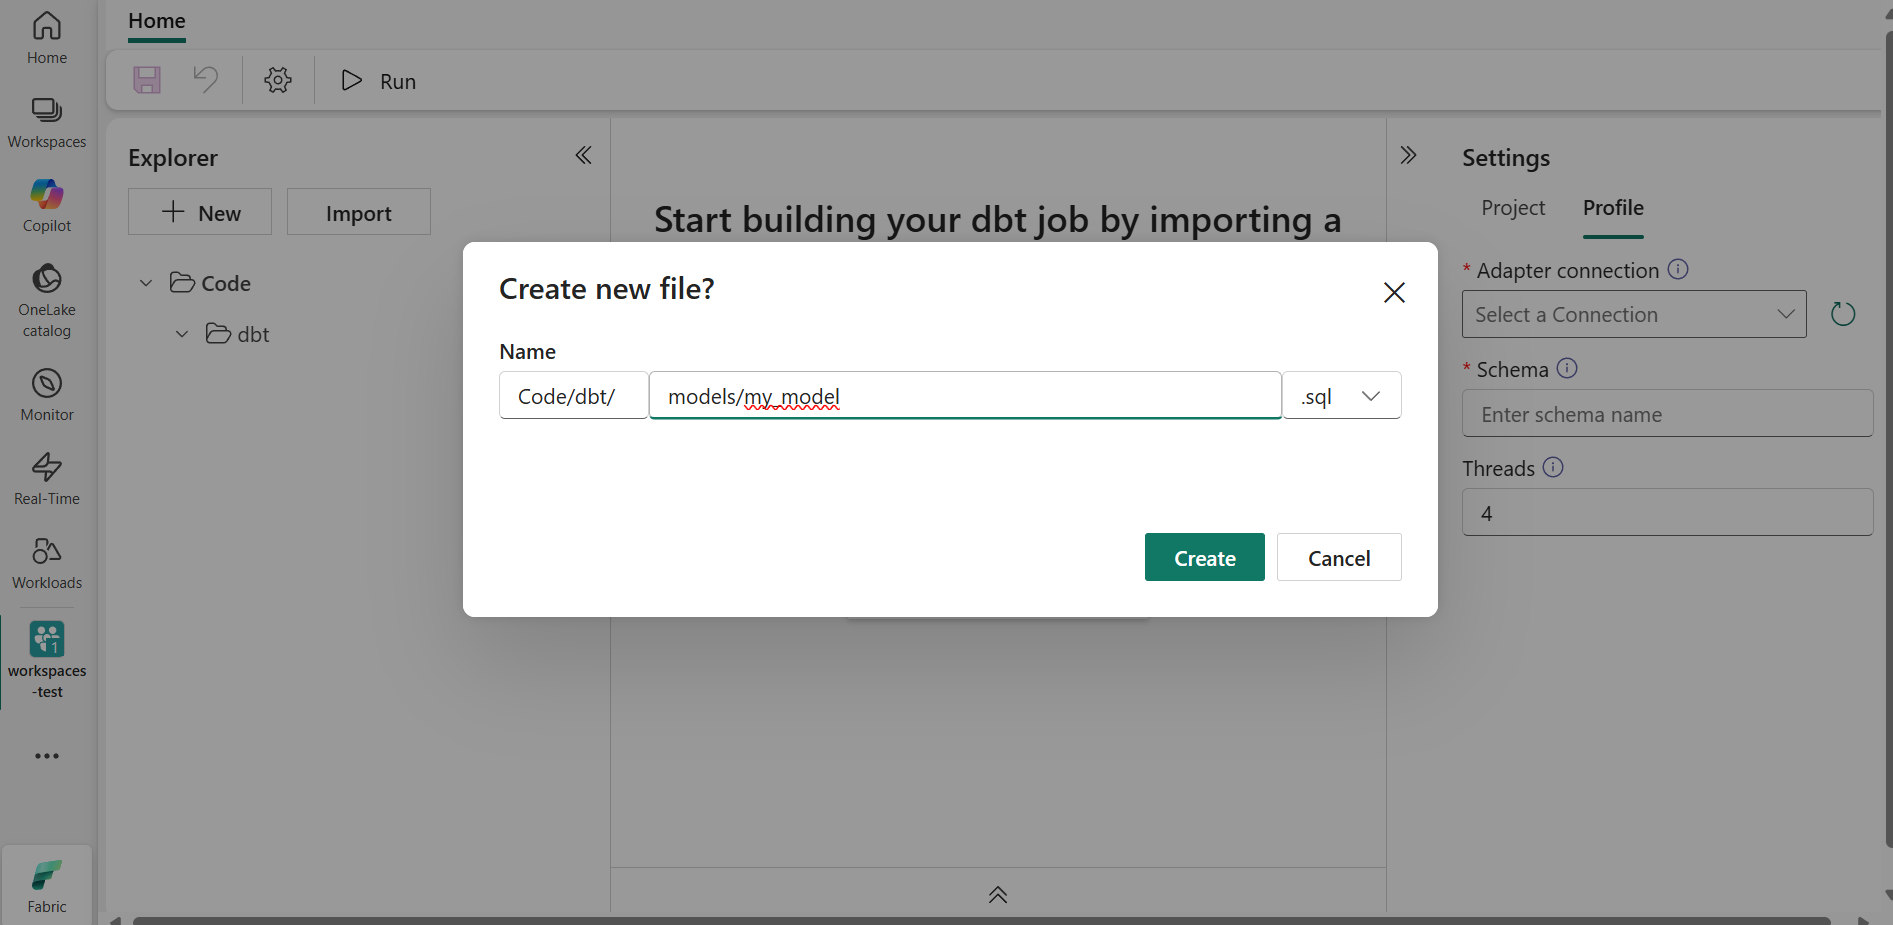 Home
Workspaces
Copilot
OneLake
catalog
Monitor
Real-Time
Workloads
1
workspaces
-test
Fabric
Home
Run
Explorer
New
Import
Code
dbt
Start building your dbt job by importing a
Create new file?
Name
Code/dbt/
models/my_model
.sql
Create
Cancel
Settings
Project
Profile
* Adapter connection
Select a Connection
* Schema
Enter schema name
Threads
4